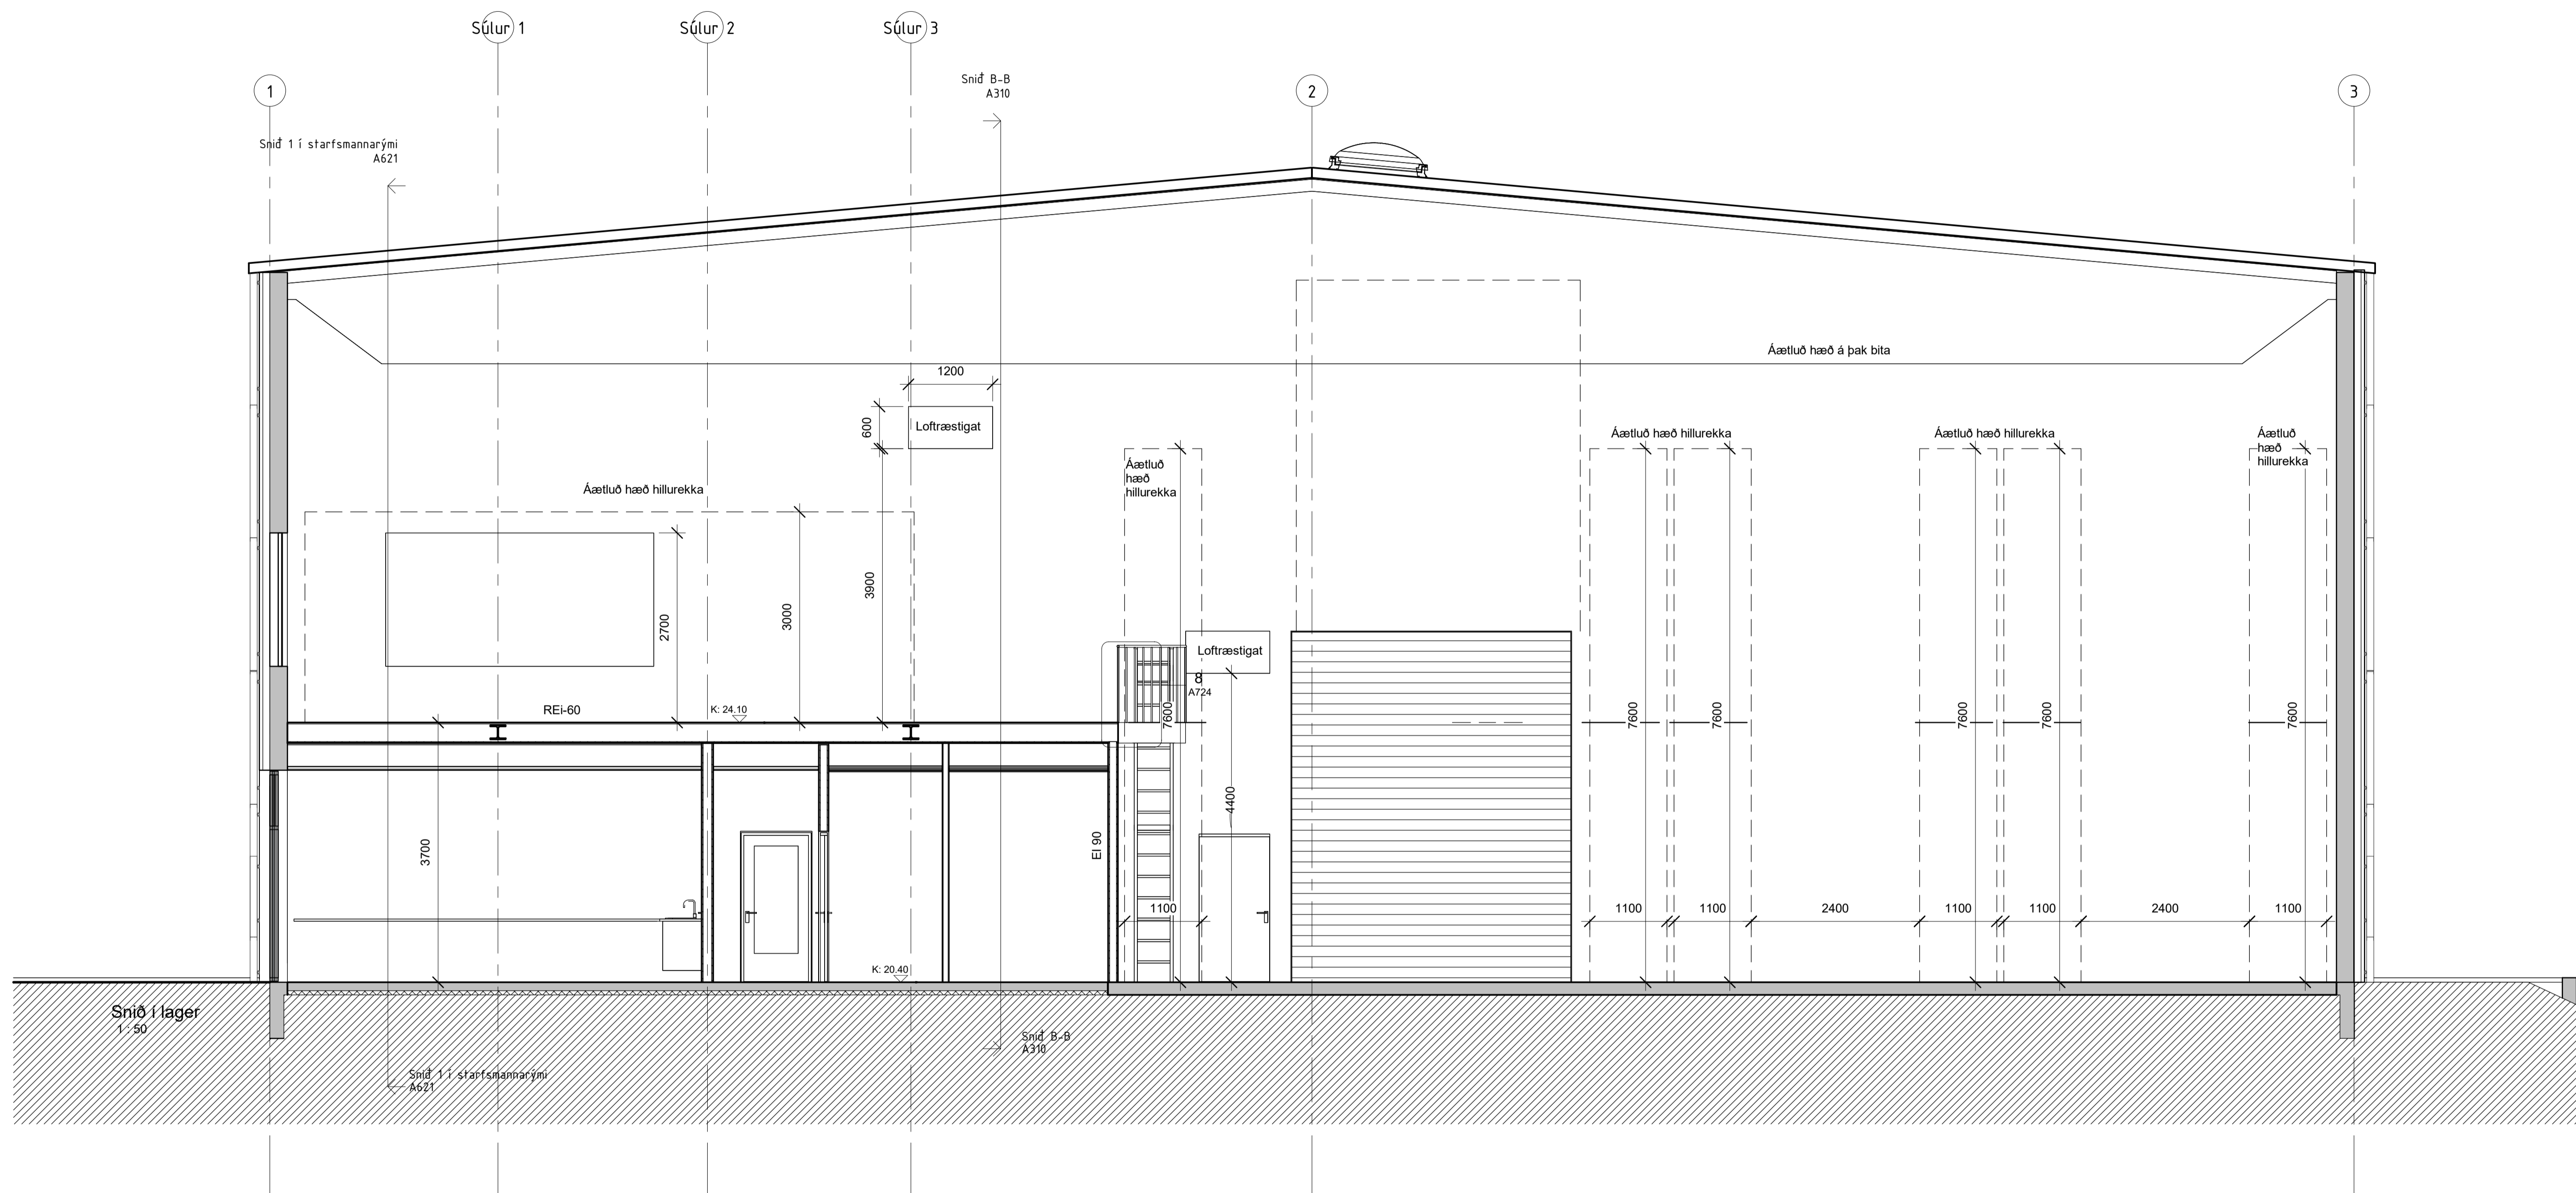 Súlur 1
Súlur 2
Súlur 3
Snið B-B
A310
1
2
3
Snið 1 í starfsmannarými
A621
Áætluð hæð á þak bita
1200
600
Loftræstigat
Áætluð hæð hillurekka
Áætluð hæð hillurekka
Áætluð
hæð
hillurekka
Áætluð
hæð
hillurekka
Áætluð hæð hillurekka
3900
3000
2700
Loftræstigat
8
A724
REi-60
K: 24.10
7600
7600
7600
7600
7600
7600
4400
3700
EI 90
1100
1100
1100
2400
1100
1100
2400
1100
K: 20.40
Snið í lager
1 : 50
Snið B-B
A310
Snið 1 í starfsmannarými
A621